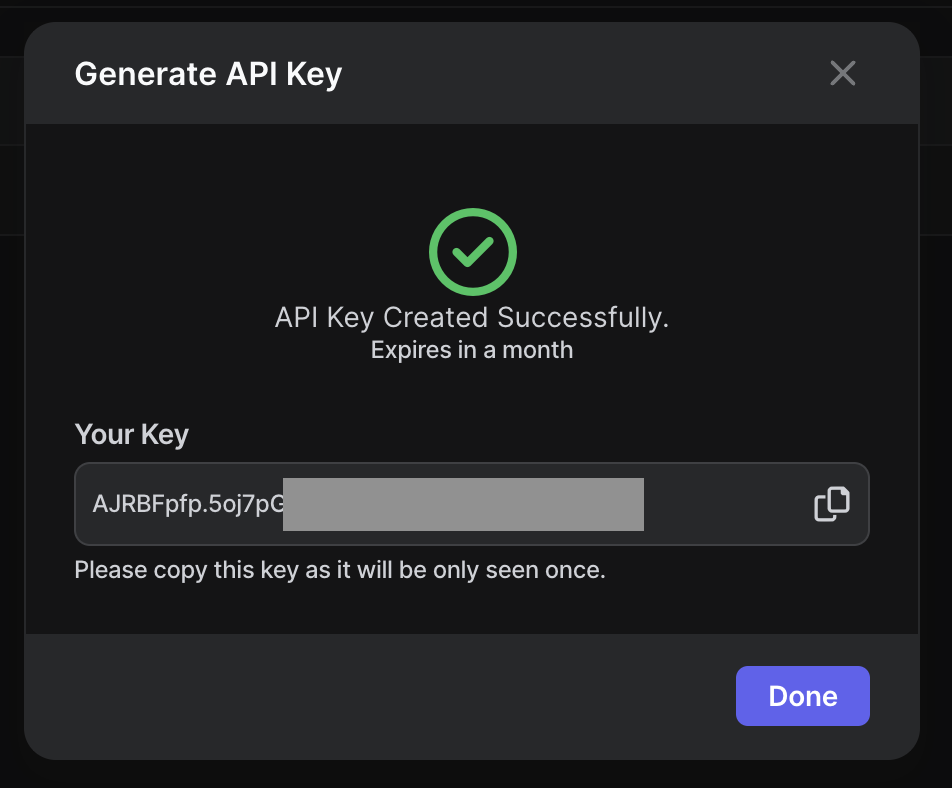 Generate API Key
API Key Created Successfully.
Expires in a month
Your Key
AJRBFpfp.5oj7pG
Please copy this key as it will be only seen once.
Done